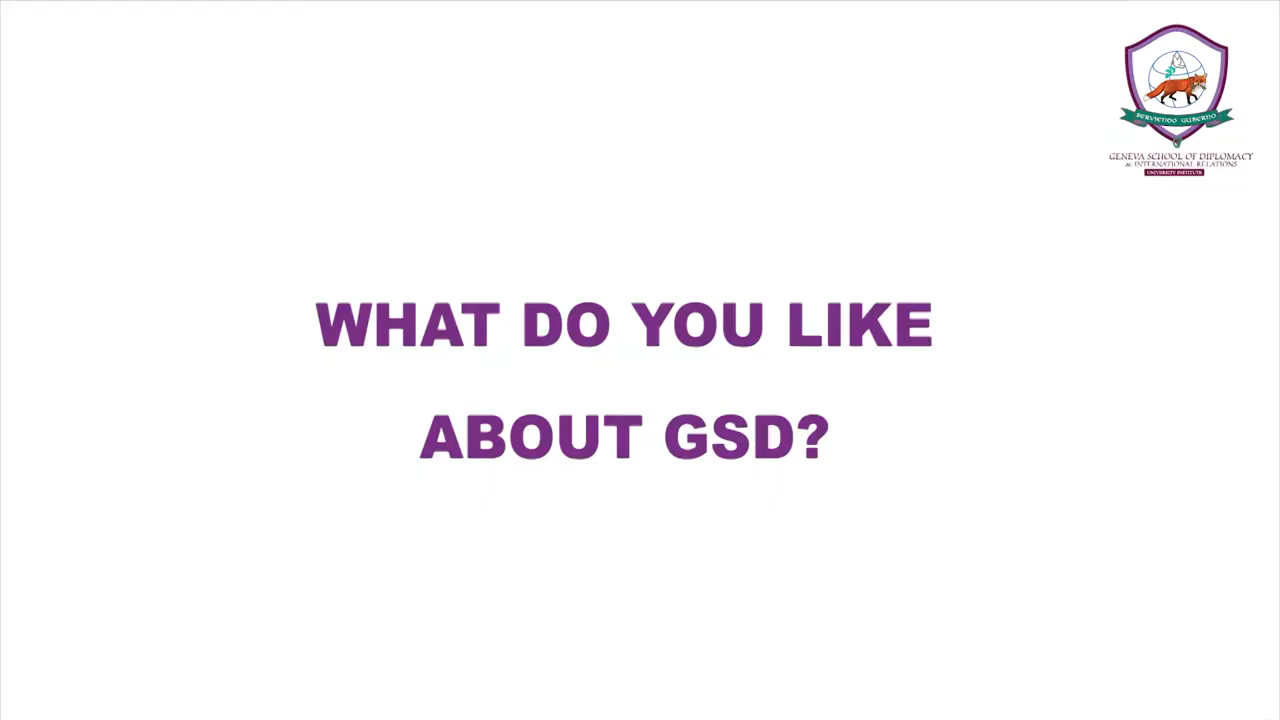 SERVIENDO GUBERNO
GENEVA SCHOOL OF DIPLOMACY
& INTERNATIONAL RELATIONS
UNIVERSITY INSTITUTE
WHAT DO YOU LIKE
ABOUT GSD?